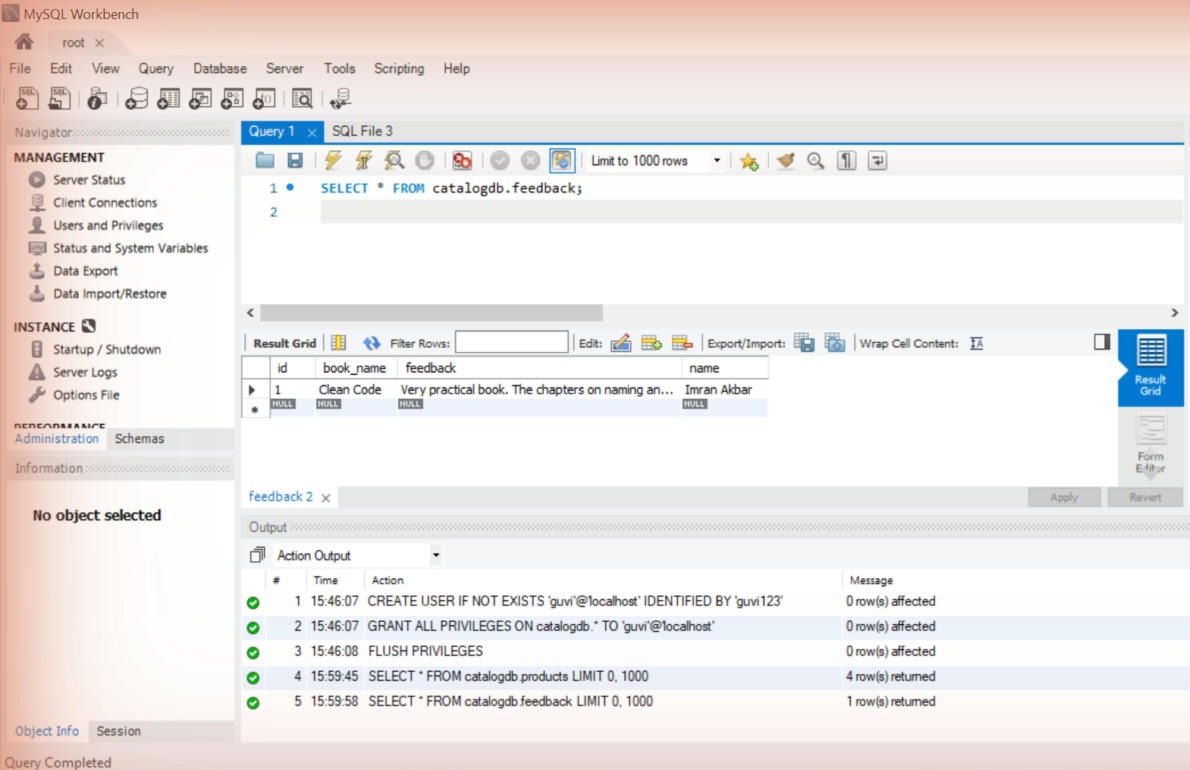 MySQL Workbench
root
File Edit View Query Database Server Tools Scripting Help
Navigator
MANAGEMENT
Server Status
Client Connections
Users and Privileges
Status and System Variables
Data Export
Data Import/Restore
INSTANCE
Startup / Shutdown
Server Logs
Options File
PERFORMANCE
Administration Schemas
Information
No object selected
Object Info Session
Query Completed
Query 1 SQL File 3
Limit to 1000 rows
1 SELECT * FROM catalogdb.feedback;
2
Result Grid Filter Rows: Edit: Export/Import: Wrap Cell Content:
id book_name feedback name
1 Clean Code Very practical book. The chapters on naming an... Imran Akbar
NULL NULL NULL NULL
Result
Grid
Form
Editor
feedback 2 Apply Revert
Output
Action Output
# Time Action Message
1 15:46:07 CREATE USER IF NOT EXISTS 'guvi'@'localhost' IDENTIFIED BY 'guvi123' 0 row(s) affected
2 15:46:07 GRANT ALL PRIVILEGES ON catalogdb.* TO 'guvi'@'localhost' 0 row(s) affected
3 15:46:08 FLUSH PRIVILEGES 0 row(s) affected
4 15:59:45 SELECT * FROM catalogdb.products LIMIT 0, 1000 4 row(s) returned
5 15:59:58 SELECT * FROM catalogdb.feedback LIMIT 0, 1000 1 row(s) returned